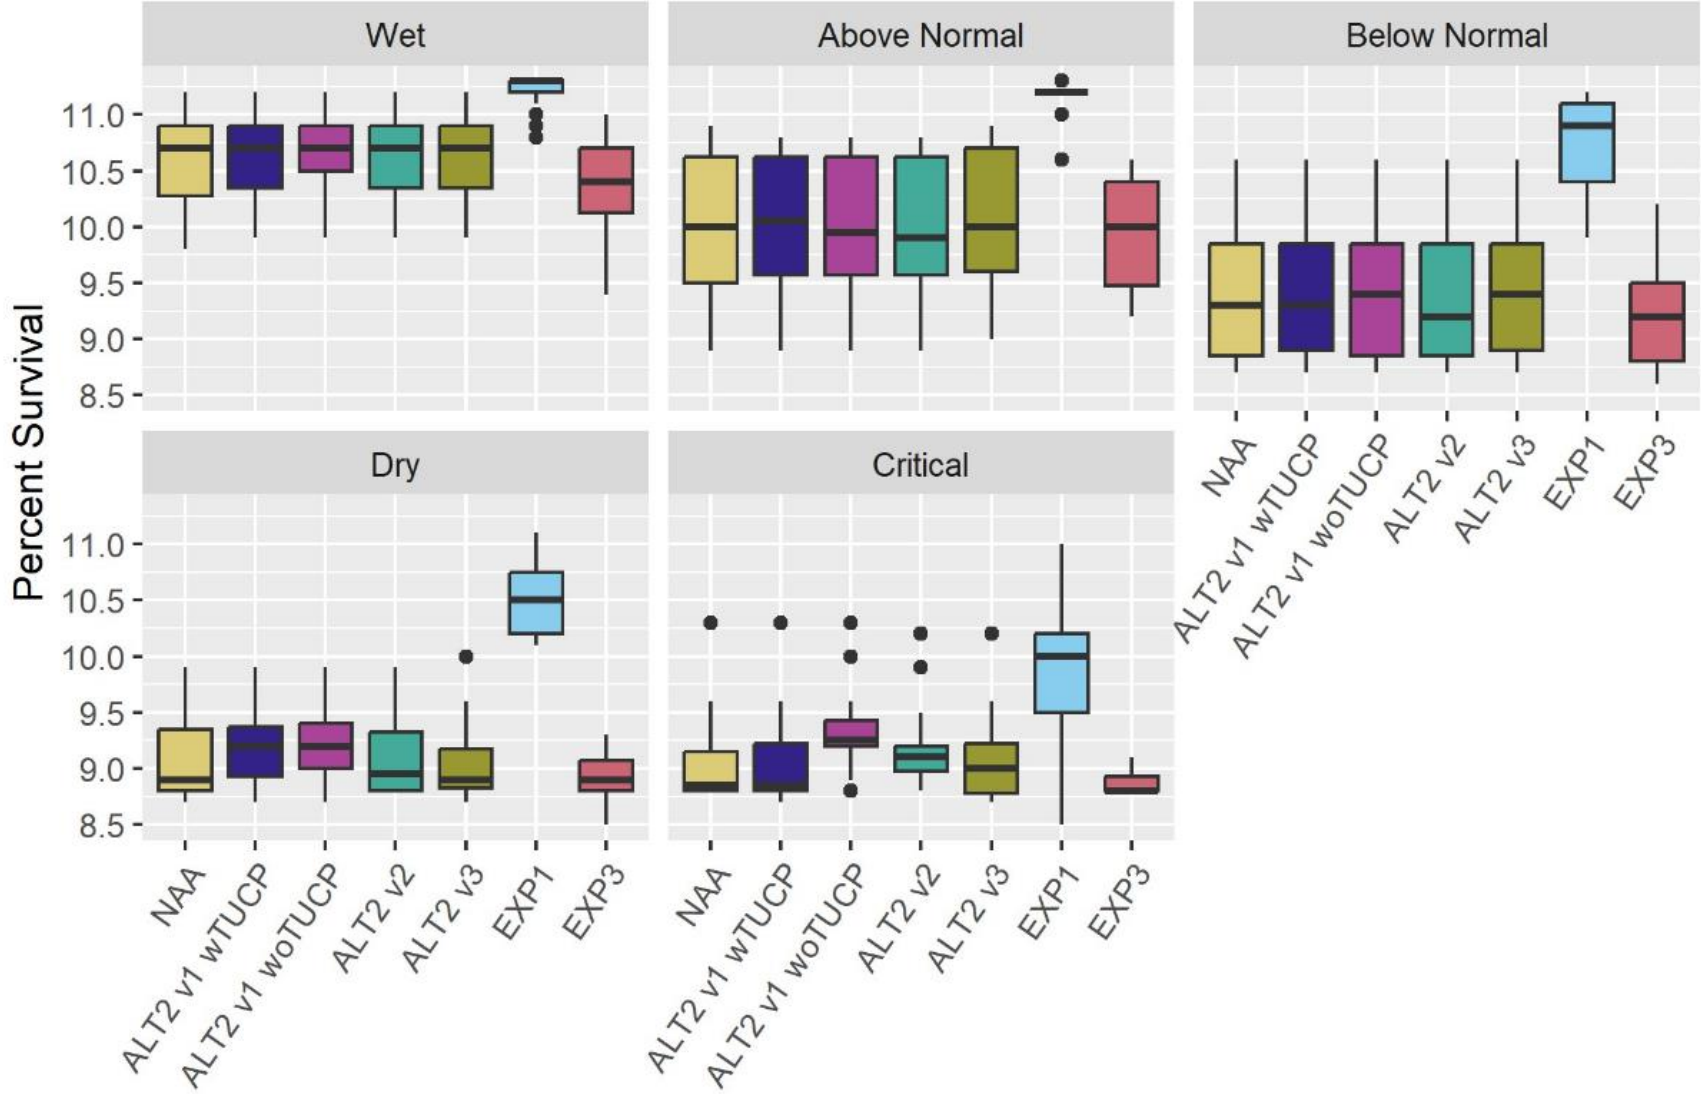 Wet
Above Normal
Below Normal
Percent Survival
11.0
10.5
10.0
9.5
9.0
8.5
NAA
ALT2 v1 wTUCP
ALT2 v1 woTUCP
ALT2 v2
ALT2 v3
EXP1
EXP3
Dry
Critical
11.0
10.5
10.0
9.5
9.0
8.5
NAA
ALT2 v1 wTUCP
ALT2 v1 woTUCP
ALT2 v2
ALT2 v3
EXP1
EXP3
NAA
ALT2 v1 wTUCP
ALT2 v1 woTUCP
ALT2 v2
ALT2 v3
EXP1
EXP3